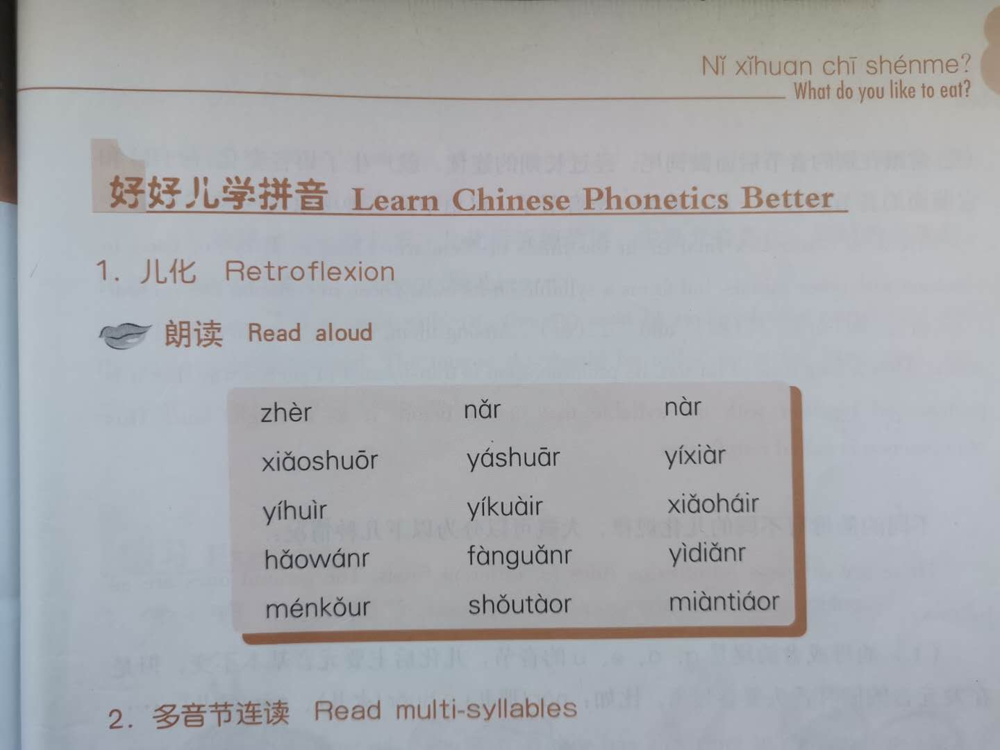 Nǐ xǐhuan chī shénme?
What do you like to eat?
好好儿学拼音 Learn Chinese Phonetics Better
1. 儿化 Retroflexion
朗读 Read aloud
zhèr nǎr nàr
xiǎoshuōr yáshuār yíxiàr
yíhuìr yíkuàir xiǎoháir
hǎowánr fànguǎnr yìdiǎnr
ménkǒur shǒutàor miàntiáor
2. 多音节连读 Read multi-syllables